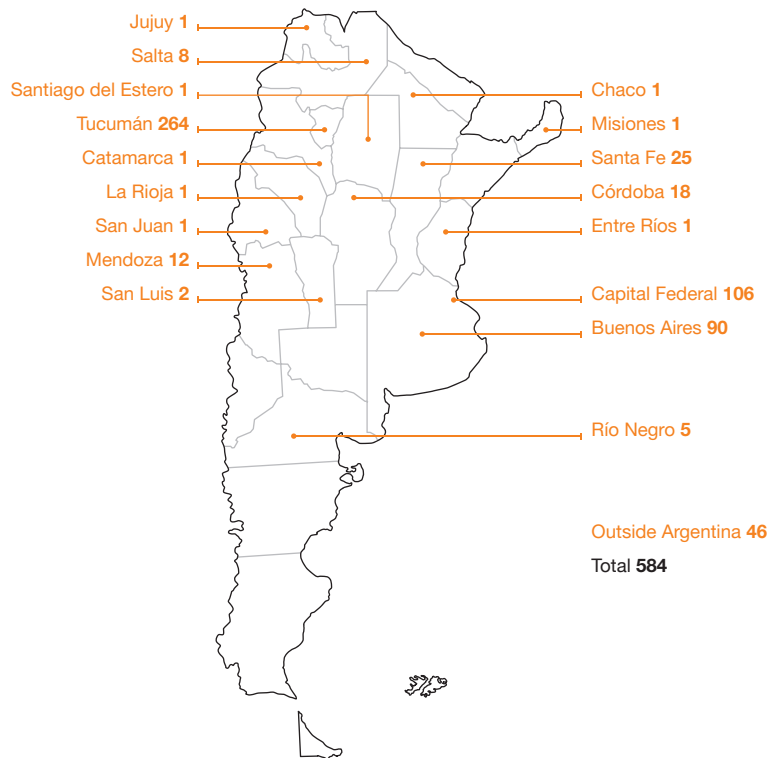 Jujuy 1
Salta 8
Santiago del Estero 1
Tucumán 264
Catamarca 1
La Rioja 1
San Juan 1
Mendoza 12
San Luis 2
Chaco 1
Misiones 1
Santa Fe 25
Córdoba 18
Entre Ríos 1
Capital Federal 106
Buenos Aires 90
Río Negro 5
Outside Argentina 46
Total 584